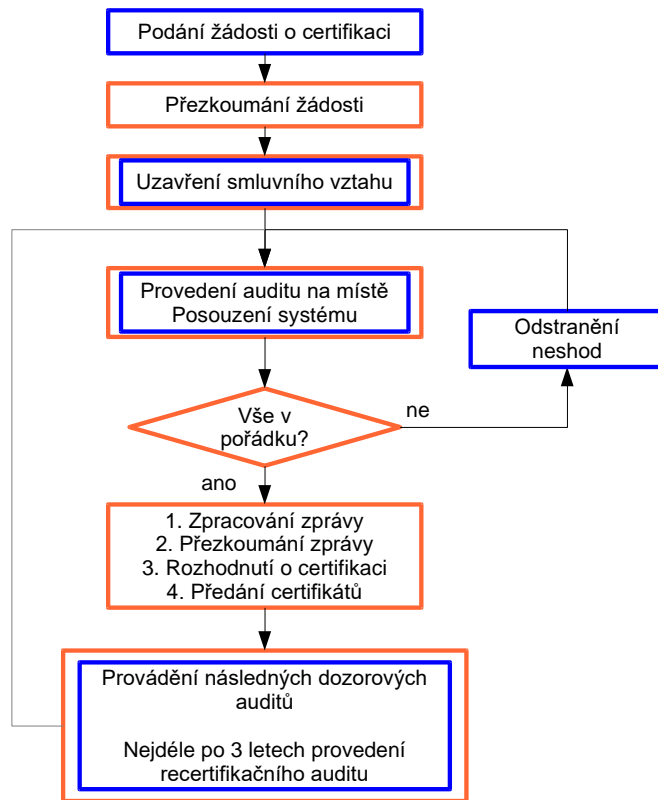 Podání žádosti o certifikaci
Přezkoumání žádosti
Uzavření smluvního vztahu
Provedení auditu na místě
Posouzení systému
Odstranění
neshod
Vše v
pořádku?
ne
ano
1. Zpracování zprávy
2. Přezkoumání zprávy
3. Rozhodnutí o certifikaci
4. Předání certifikátů
Provádění následných dozorových
auditů
Nejdéle po 3 letech provedení
recertifikačního auditu